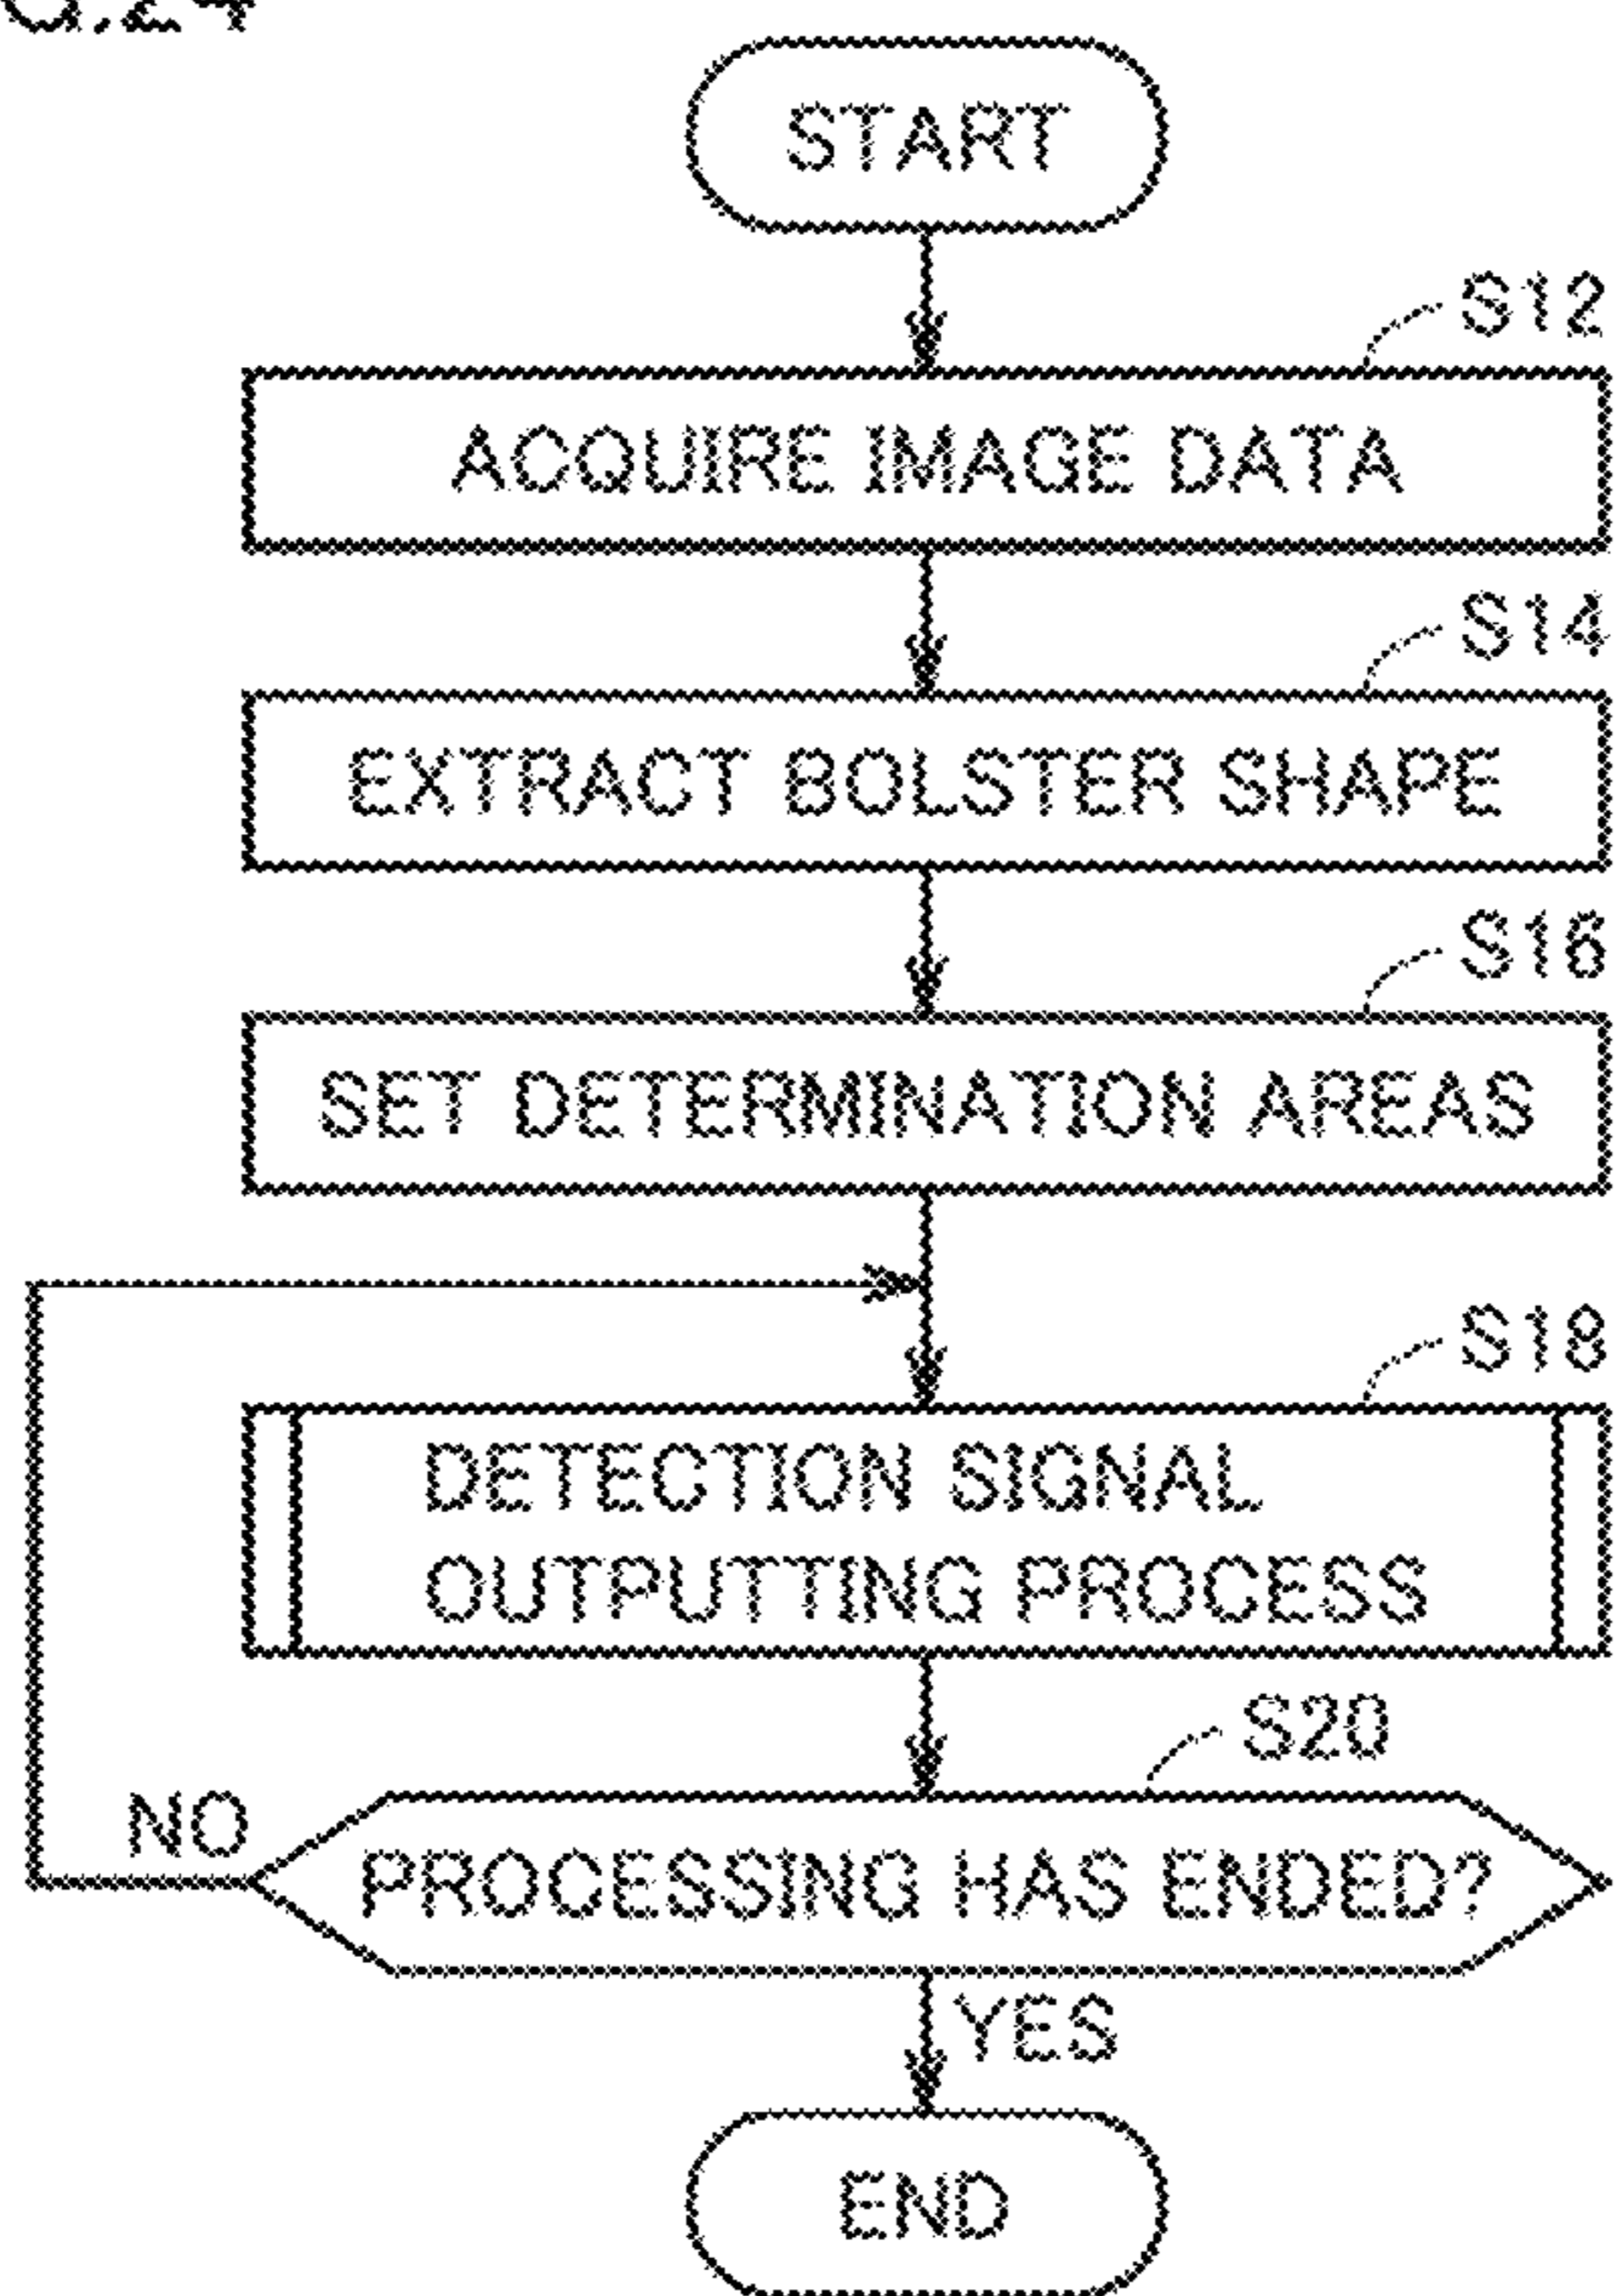 START
S12
ACQUIRE IMAGE DATA
S14
EXTRACT BOLSTER SHAPE
S16
SET DETERMINATION AREAS
S18
DETECTION SIGNAL
OUTPUTTING PROCESS
S20
NO
PROCESSING HAS ENDED?
YES
END